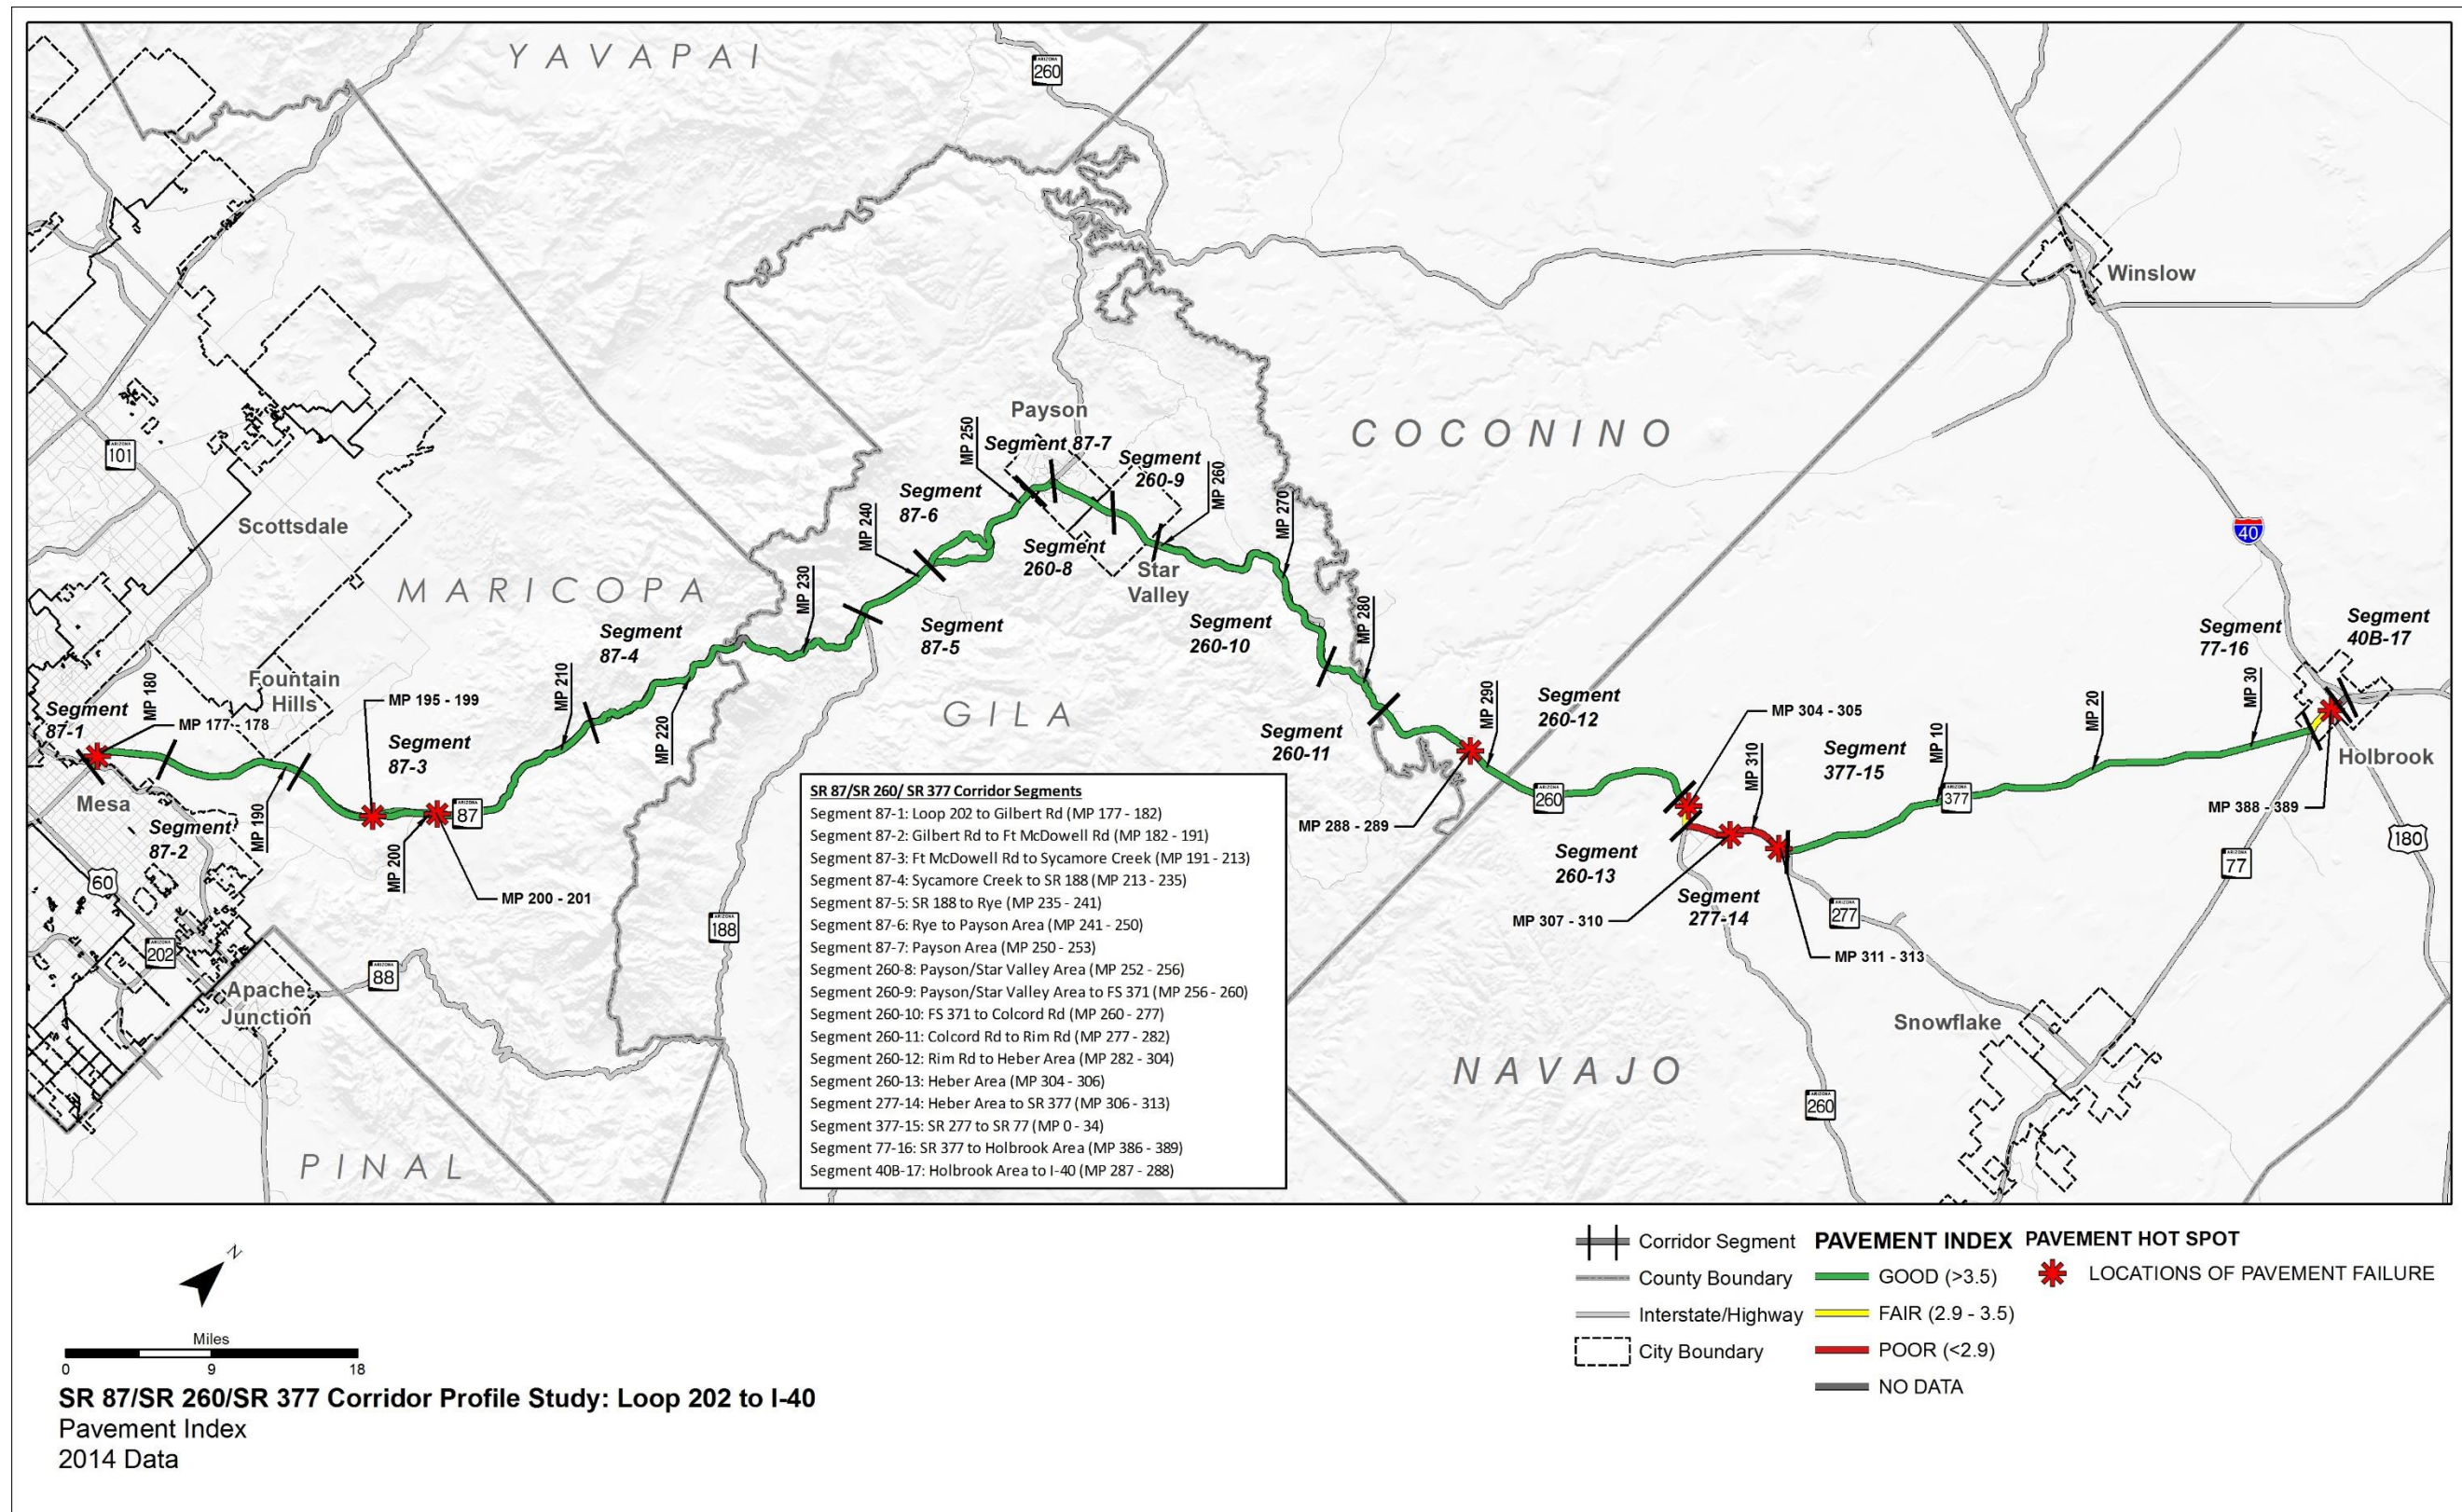 YAVAPAI
ARIZONA
260
Winslow
COCONINO
Payson
MP 250
Segment 87-7
Segment
260-9
MP 260
ARIZONA
101
Segment
87-6
MP 240
MP 270
Scottsdale
Segment
260-8
Star
Valley
40
MARICOPA
MP 230
Segment
87-4
Segment
87-5
Segment
260-10
MP 280
Segment
77-16
Segment
40B-17
Fountain
Hills
MP 180
MP 195 - 199
MP 210
MP 220
GILA
MP 290
Segment
260-12
MP 20
MP 30
Segment
87-1
MP 177 - 178
Segment
87-3
Segment
260-11
MP 304 - 305
MP 310
Segment
377-15
MP 10
Holbrook
Mesa
ARIZONA
87
ARIZONA
260
ARIZONA
377
MP 388 - 389
Segment
87-2
MP 190
MP 200
MP 288 - 289
Segment
260-13
180
ARIZONA
77
60
MP 200 - 201
Segment
277-14
MP 307 - 310
ARIZONA
277
ARIZONA
188
ARIZONA
202
MP 311 - 313
ARIZONA
88
Apache
Junction
Snowflake
NAVAJO
ARIZONA
260
PINAL
SR 87/SR 260/ SR 377 Corridor Segments
Segment 87-1: Loop 202 to Gilbert Rd (MP 177 - 182)
Segment 87-2: Gilbert Rd to Ft McDowell Rd (MP 182 - 191)
Segment 87-3: Ft McDowell Rd to Sycamore Creek (MP 191 - 213)
Segment 87-4: Sycamore Creek to SR 188 (MP 213 - 235)
Segment 87-5: SR 188 to Rye (MP 235 - 241)
Segment 87-6: Rye to Payson Area (MP 241 - 250)
Segment 87-7: Payson Area (MP 250 - 253)
Segment 260-8: Payson/Star Valley Area (MP 252 - 256)
Segment 260-9: Payson/Star Valley Area to FS 371 (MP 256 - 260)
Segment 260-10: FS 371 to Colcord Rd (MP 260 - 277)
Segment 260-11: Colcord Rd to Rim Rd (MP 277 - 282)
Segment 260-12: Rim Rd to Heber Area (MP 282 - 304)
Segment 260-13: Heber Area (MP 304 - 306)
Segment 277-14: Heber Area to SR 377 (MP 306 - 313)
Segment 377-15: SR 277 to SR 77 (MP 0 - 34)
Segment 77-16: SR 377 to Holbrook Area (MP 386 - 389)
Segment 40B-17: Holbrook Area to I-40 (MP 287 - 288)
Corridor Segment
County Boundary
Interstate/Highway
City Boundary
PAVEMENT INDEX
GOOD (>3.5)
FAIR (2.9 - 3.5)
POOR (<2.9)
NO DATA
PAVEMENT HOT SPOT
LOCATIONS OF PAVEMENT FAILURE
N
Miles
0 9 18
SR 87/SR 260/SR 377 Corridor Profile Study: Loop 202 to I-40
Pavement Index
2014 Data